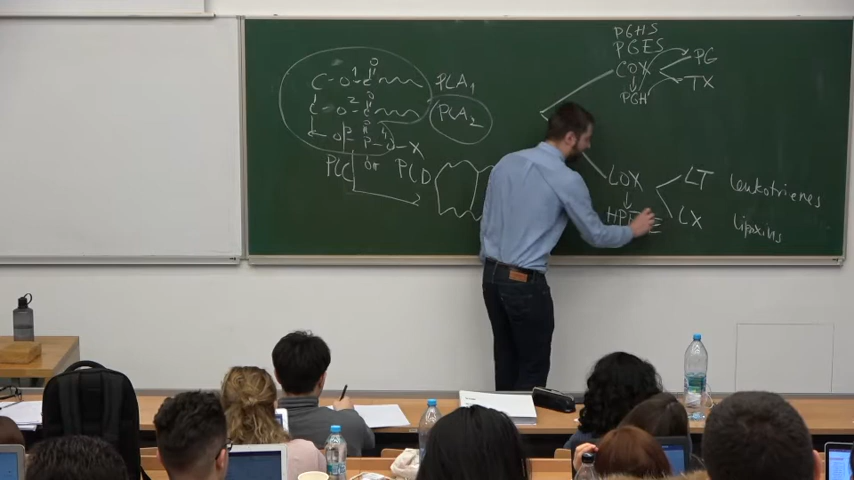 C-O-C
PLA1
C-O-C
PLA2
P-O-X
PLC or PLD
PGHS
PGES
COX
PG
PGH
TX
LOX
LT
leukotrienes
LX
lipoxins